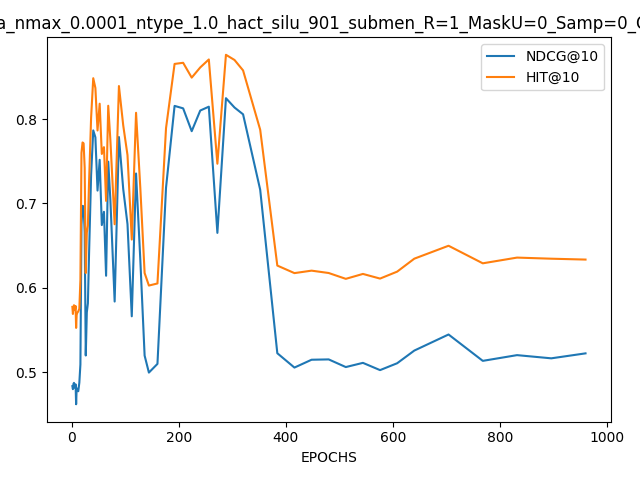 a_nmax_0.0001_ntype_1.0_hact_silu_901_submen_R=1_MaskU=0_Samp=0_
NDCG@10
HIT@10
0.8
0.7
0.6
0.5
0 200 400 600 800 1000
EPOCHS